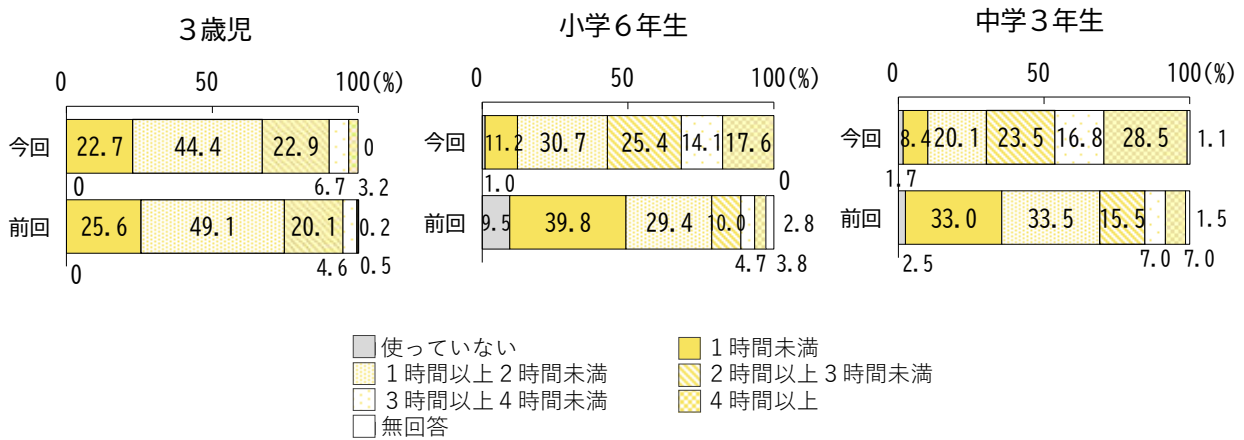 3歳児
0 50 100(%)
今回 22.7 44.4 22.9 0
0 6.7 3.2
前回 25.6 49.1 20.1 0.2
0 4.6 0.5
小学6年生
0 50 100(%)
今回 11.2 30.7 25.4 14.1 17.6
1.0 0
前回 9.5 39.8 29.4 10.0 2.8
4.7 3.8
中学3年生
0 50 100(%)
今回 8.4 20.1 23.5 16.8 28.5 1.1
1.7
前回 33.0 33.5 15.5 1.5
2.5 7.0 7.0
使っていない
1時間未満
1時間以上2時間未満
2時間以上3時間未満
3時間以上4時間未満
4時間以上
無回答